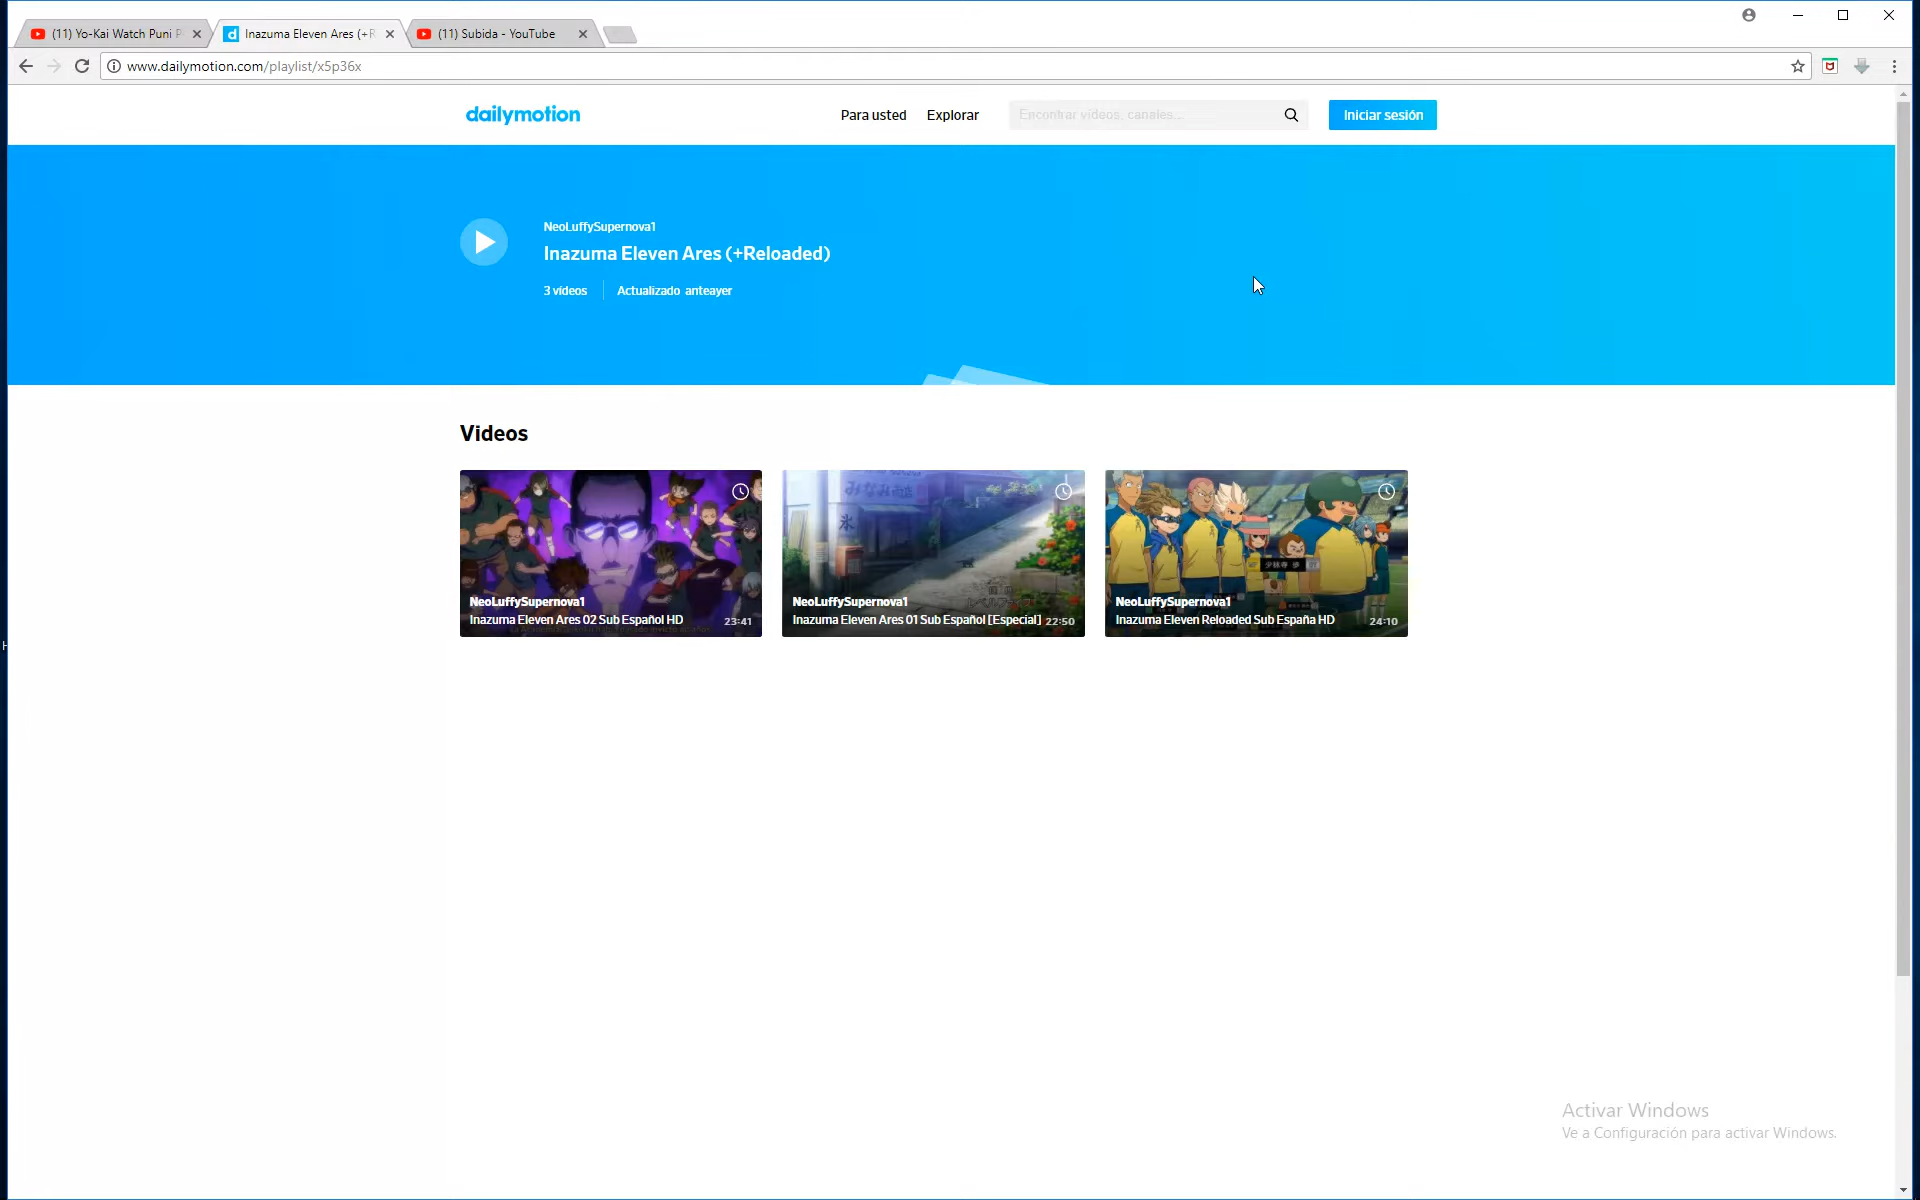 (11) Yo-Kai Watch Puni P
Inazuma Eleven Ares (+R
(11) Subida - YouTube
www.dailymotion.com/playlist/x5p36x
dailymotion
Para usted
Explorar
Encontrar vídeos, canales...
Iniciar sesión
NeoLuffySupernova1
Inazuma Eleven Ares (+Reloaded)
3 vídeos
Actualizado anteayer
Videos
NeoLuffySupernova1
Inazuma Eleven Ares 02 Sub Español HD
23:41
NeoLuffySupernova1
Inazuma Eleven Ares 01 Sub Español [Especial]
22:50
NeoLuffySupernova1
Inazuma Eleven Reloaded Sub España HD
24:10
Activar Windows
Ve a Configuración para activar Windows.